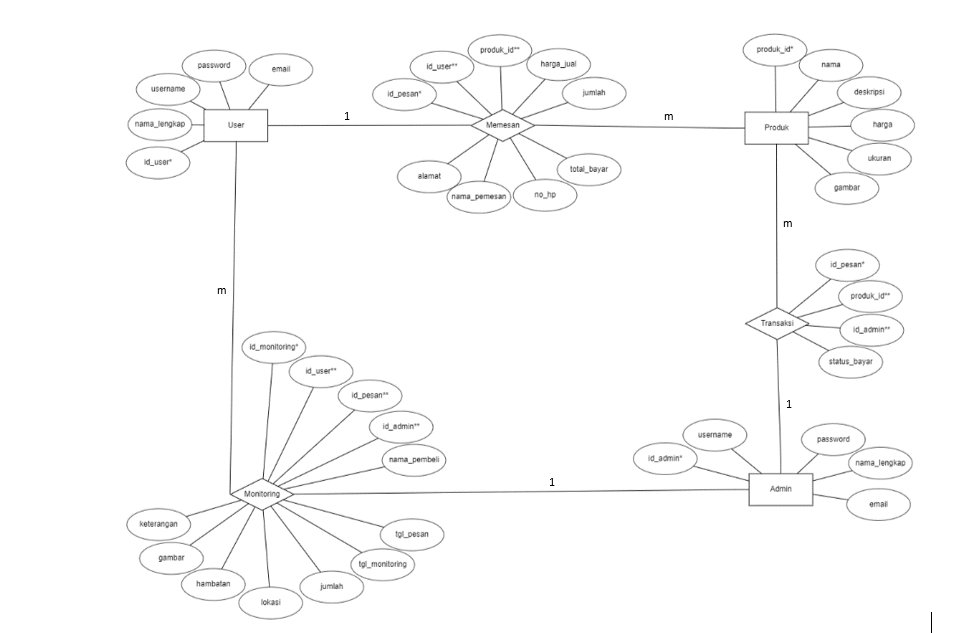 produk_id**
produk_id*
password
email
id_user**
harga_jual
nama
username
id_pesan*
jumlah
deskripsi
nama_lengkap
User
1
Memesan
m
Produk
harga
id_user*
alamat
total_bayar
ukuran
nama_pemesan
no_hp
gambar
m
id_pesan*
m
produk_id**
Transaksi
id_admin**
id_monitoring*
status_bayar
id_user**
id_pesan**
1
id_admin**
username
password
nama_pembeli
id_admin*
nama_lengkap
1
Monitoring
Admin
email
keterangan
tgl_pesan
gambar
tgl_monitoring
hambatan
jumlah
lokasi